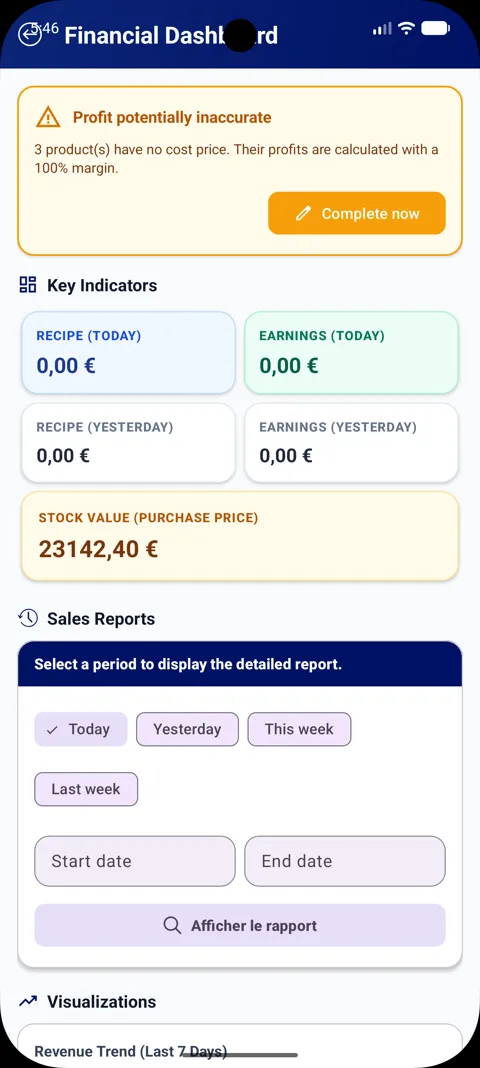 5:46
Financial Dashboard
Profit potentially inaccurate
3 product(s) have no cost price. Their profits are calculated with a
100% margin.
Complete now
Key Indicators
RECIPE (TODAY)
0,00 €
EARNINGS (TODAY)
0,00 €
RECIPE (YESTERDAY)
0,00 €
EARNINGS (YESTERDAY)
0,00 €
STOCK VALUE (PURCHASE PRICE)
23142,40 €
Sales Reports
Select a period to display the detailed report.
Today
Yesterday
This week
Last week
Start date
End date
Afficher le rapport
Visualizations
Revenue Trend (Last 7 Days)